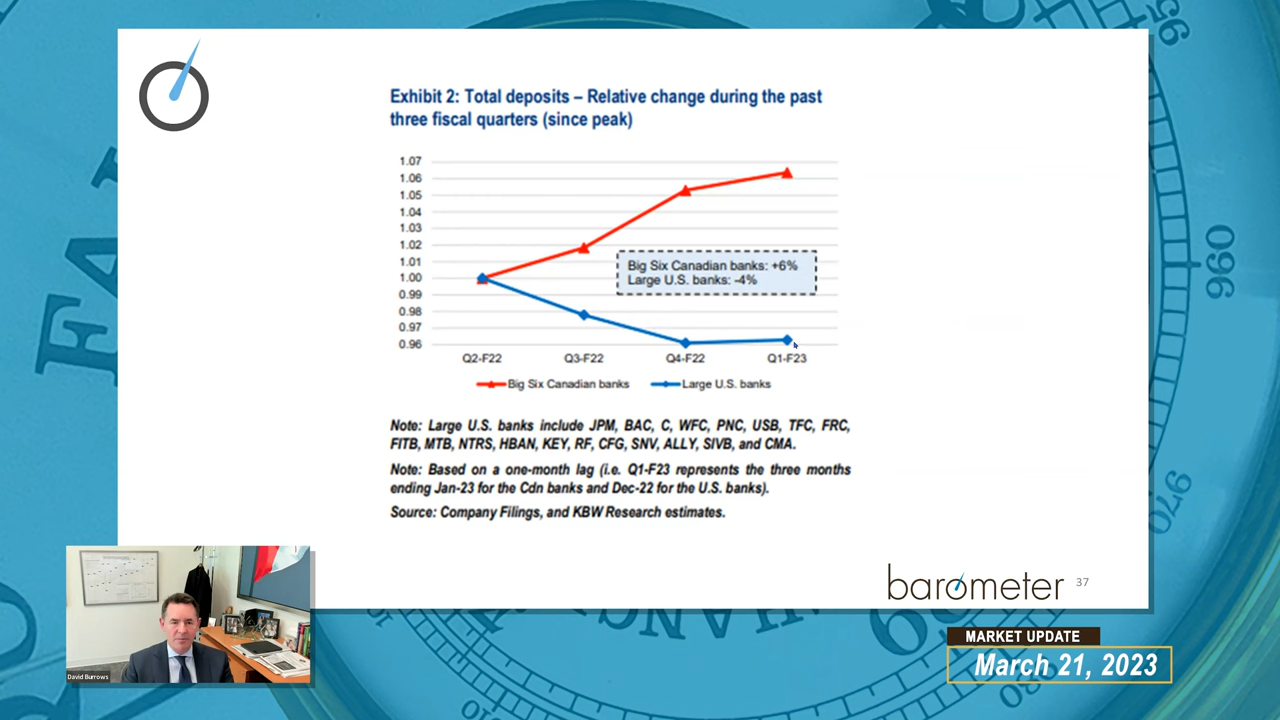 Exhibit 2: Total deposits – Relative change during the past
three fiscal quarters (since peak)
1.07
1.06
1.05
1.04
1.03
1.02
1.01
1.00
0.99
0.98
0.97
0.96
Big Six Canadian banks: +6%
Large U.S. banks: -4%
Q2-F22 Q3-F22 Q4-F22 Q1-F23
Big Six Canadian banks Large U.S. banks
Note: Large U.S. banks include JPM, BAC, C, WFC, PNC, USB, TFC, FRC,
FITB, MTB, NTRS, HBAN, KEY, RF, CFG, SNV, ALLY, SIVB, and CMA.
Note: Based on a one-month lag (i.e. Q1-F23 represents the three months
ending Jan-23 for the Cdn banks and Dec-22 for the U.S. banks).
Source: Company Filings, and KBW Research estimates.
barometer 37
MARKET UPDATE
March 21, 2023
David Burrows
960
970